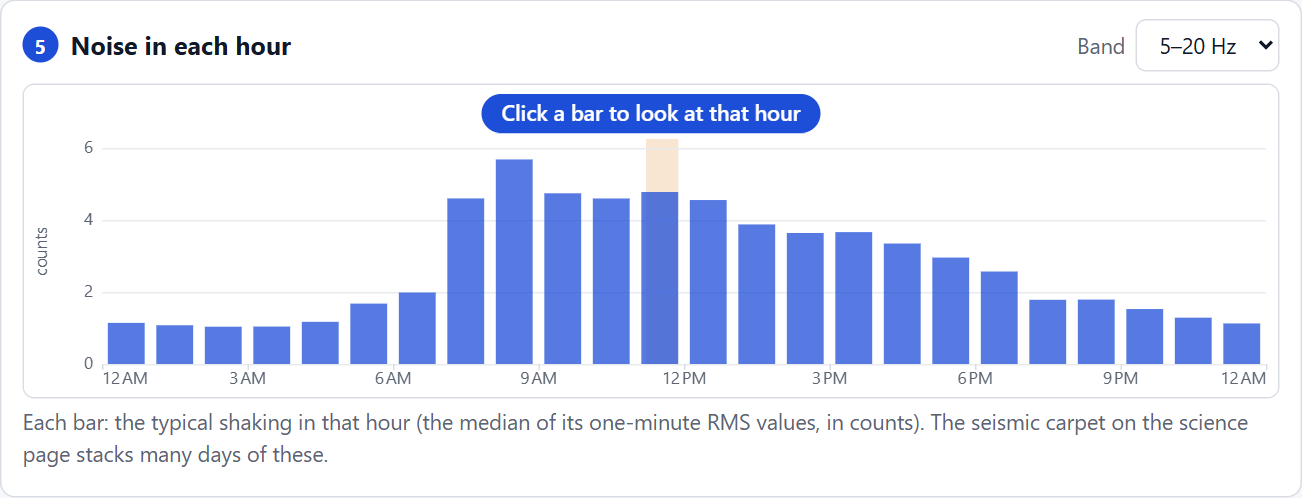 5 Noise in each hour
Band 5–20 Hz
Click a bar to look at that hour
6
4
2
0
counts
12 AM 3 AM 6 AM 9 AM 12 PM 3 PM 6 PM 9 PM 12 AM
Each bar: the typical shaking in that hour (the median of its one-minute RMS values, in counts). The seismic carpet on the science
page stacks many days of these.